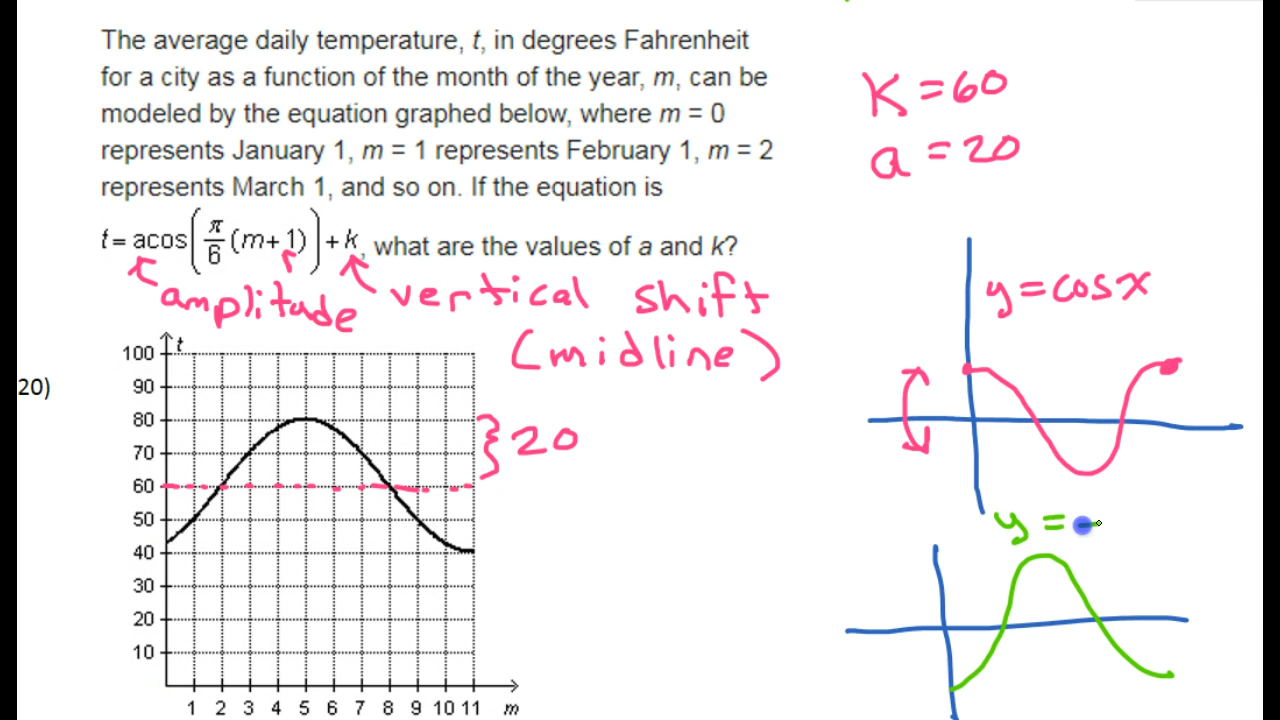 The average daily temperature, t, in degrees Fahrenheit
for a city as a function of the month of the year, m, can be
modeled by the equation graphed below, where m = 0
represents January 1, m = 1 represents February 1, m = 2
represents March 1, and so on. If the equation is
t = acos(π/6 (m+1)) + k, what are the values of a and k?
amplitude
vertical shift
(midline)
K = 60
a = 20
y = cosx
20)
t
100
90
80
70
60
50
40
30
20
10
1 2 3 4 5 6 7 8 9 10 11 m
} 20
y = -